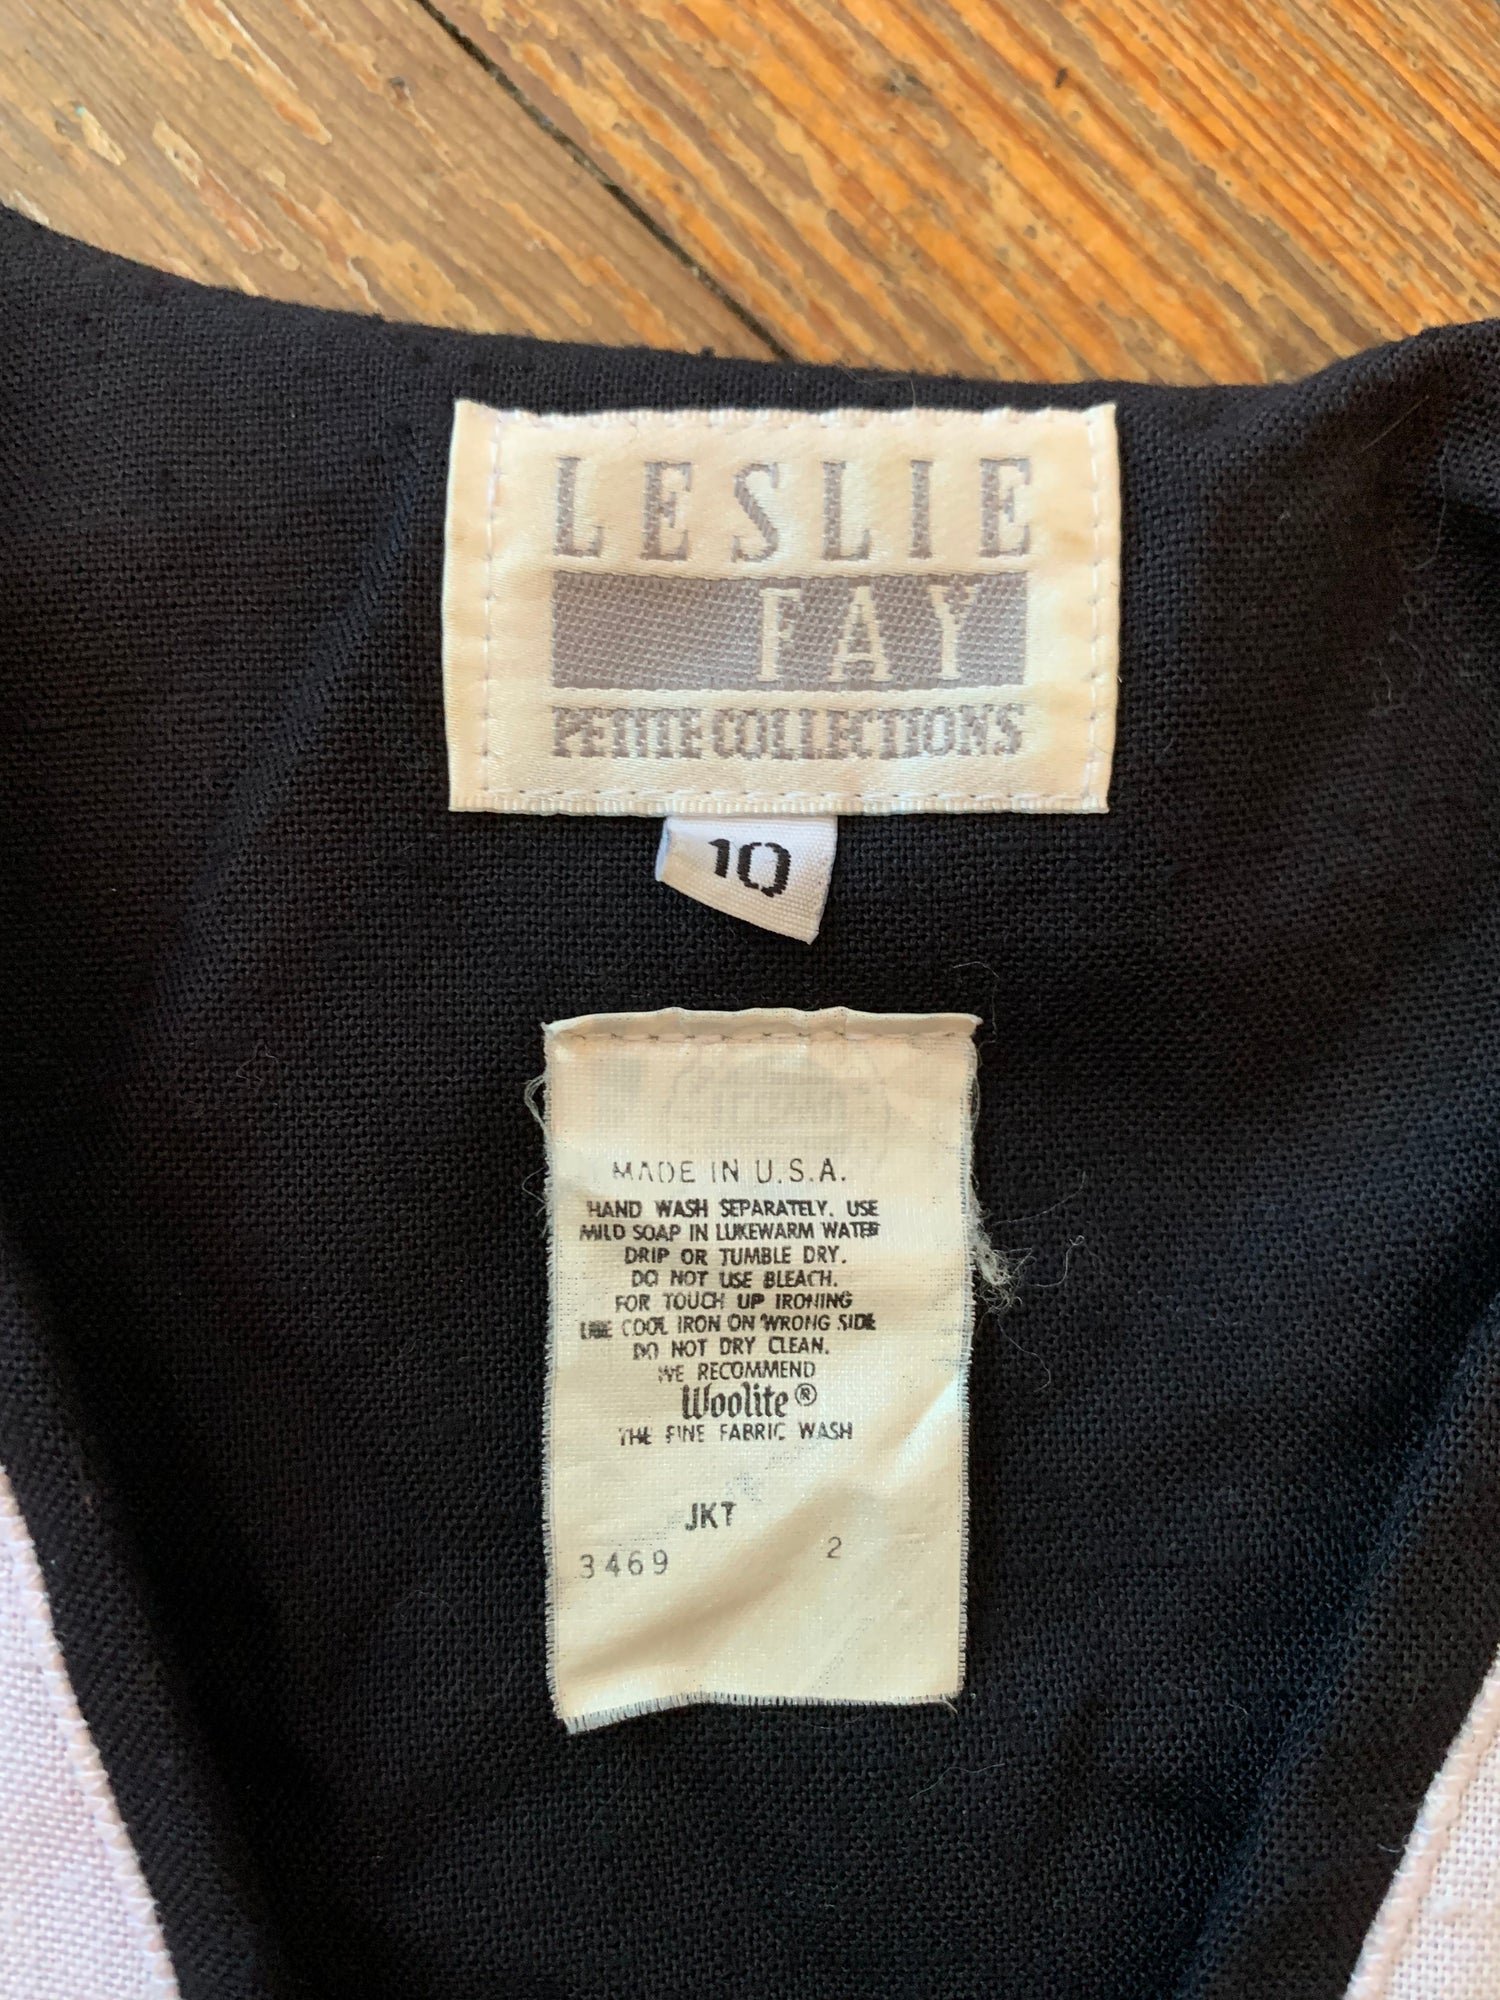 LESLIE
FAY
PETITE COLLECTIONS
10
MADE IN U.S.A.
HAND WASH SEPARATELY. USE
MILD SOAP IN LUKEWARM WATER
DRIP OR TUMBLE DRY.
DO NOT USE BLEACH.
FOR TOUCH UP IRONING
USE COOL IRON ON WRONG SIDE
DO NOT DRY CLEAN.
WE RECOMMEND
Woolite®
THE FINE FABRIC WASH
JKT
3469 2